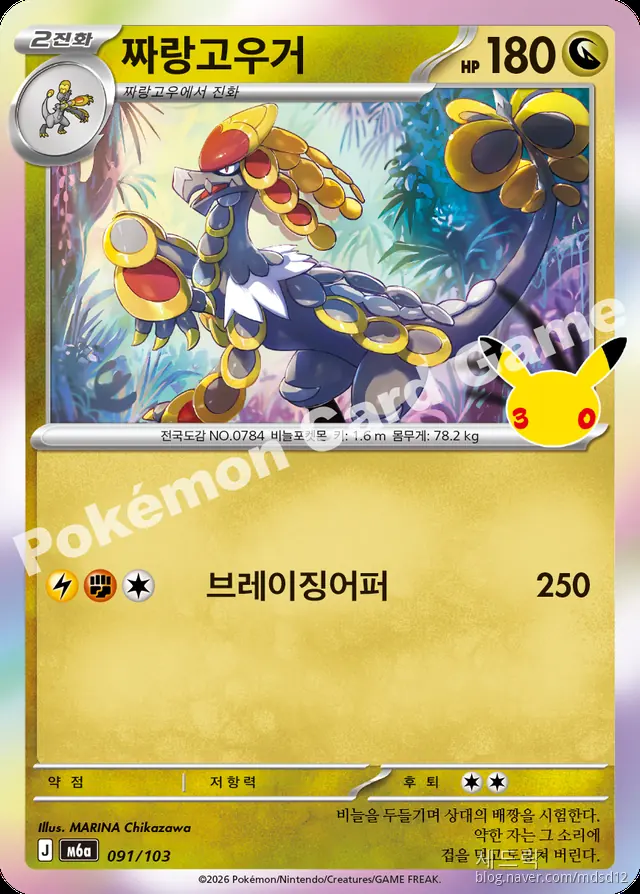 2진화
짜랑고우거
HP 180
짜랑고우에서 진화
30
전국도감 NO.0784 비늘포켓몬 키: 1.6 m 몸무게: 78.2 kg
Pokémon Card Game
브레이징어퍼 250
약점 저항력 후퇴
비늘을 두들기며 상대의 배짱을 시험한다.
약한 자는 그 소리에
겁을 먹고 도망쳐 버린다.
Illus. MARINA Chikazawa
J M6a 091/103
체드락
blog.naver.com/mdsd12
©2026 Pokémon/Nintendo/Creatures/GAME FREAK.